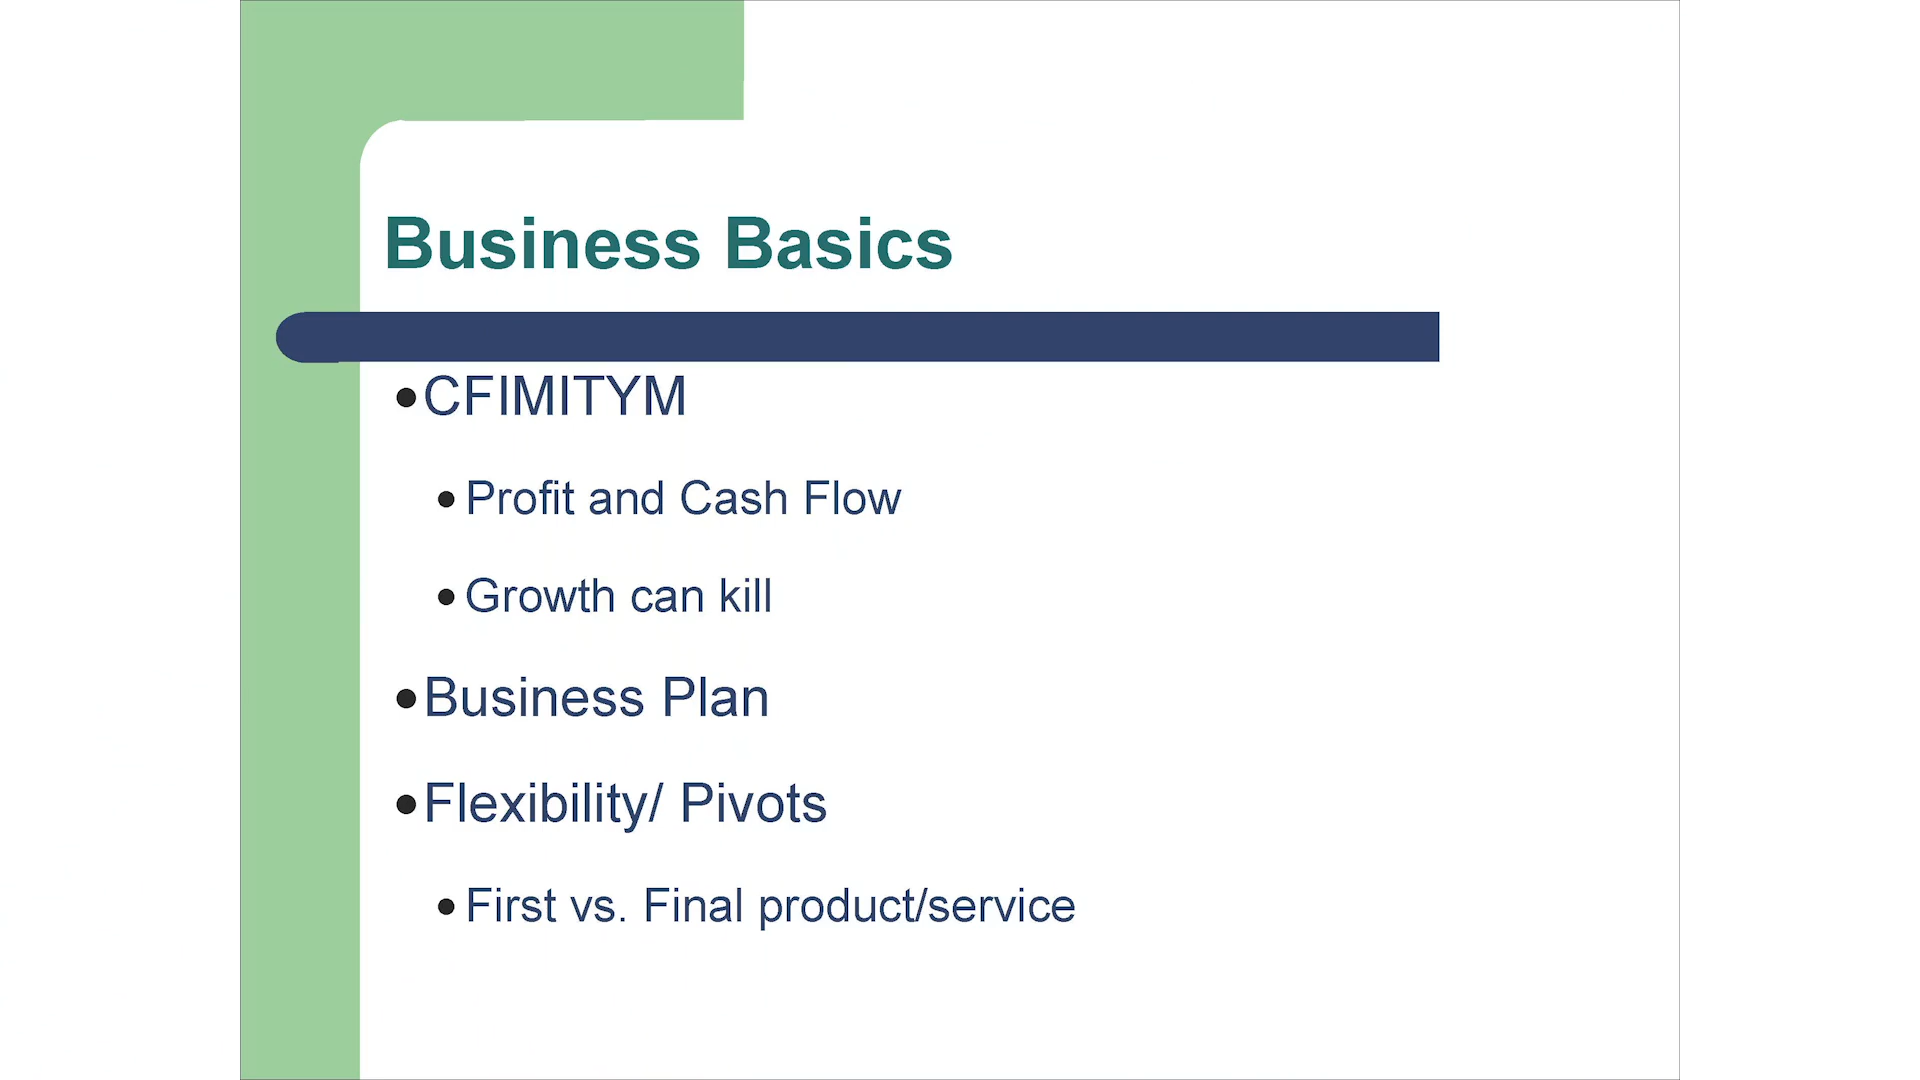 Business Basics
•CFIMITYM
•Profit and Cash Flow
•Growth can kill
•Business Plan
•Flexibility/ Pivots
•First vs. Final product/service